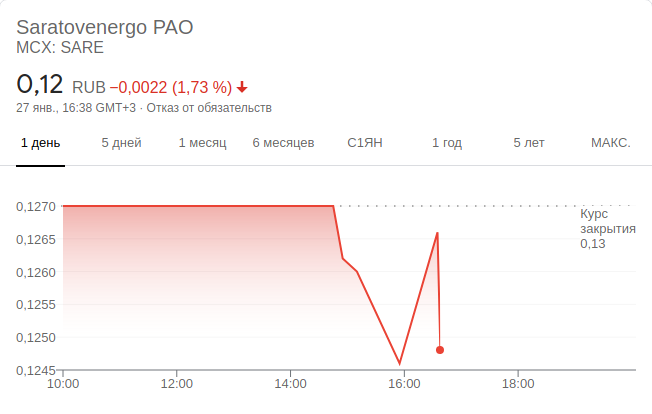 Saratovenergo PAO
MCX: SARE
0,12 RUB −0,0022 (1,73 %)
27 янв., 16:38 GMT+3 · Отказ от обязательств
1 день 5 дней 1 месяц 6 месяцев С1ЯН 1 год 5 лет МАКС.
0,1270
0,1265
0,1260
0,1255
0,1250
0,1245
Курс
закрытия
0,13
10:00 12:00 14:00 16:00 18:00